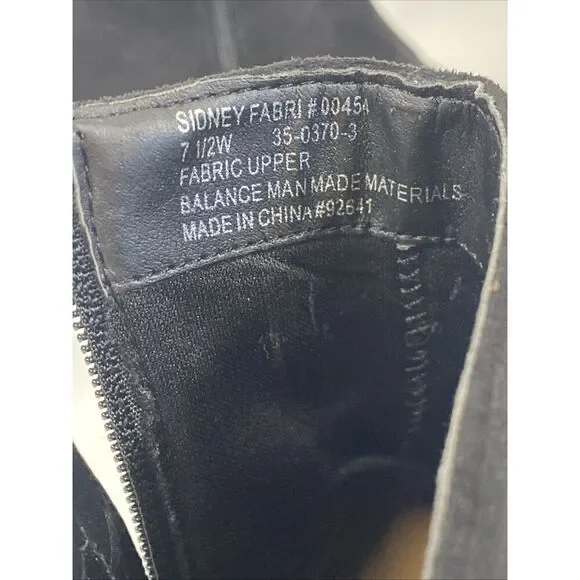 SIDNEY FABRI #00454
7 1/2W 35-0370-3
FABRIC UPPER
BALANCE MAN MADE MATERIALS
MADE IN CHINA#92641